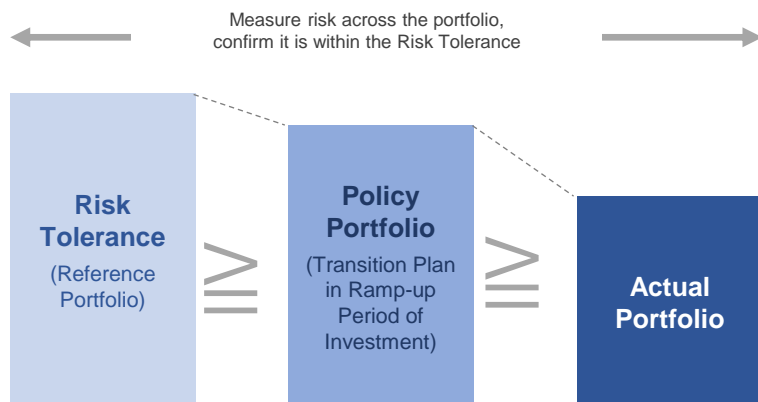 Measure risk across the portfolio,
confirm it is within the Risk Tolerance
Risk
Tolerance
(Reference
Portfolio)
≧
Policy
Portfolio
(Transition Plan
in Ramp-up
Period of
Investment)
≧
Actual
Portfolio